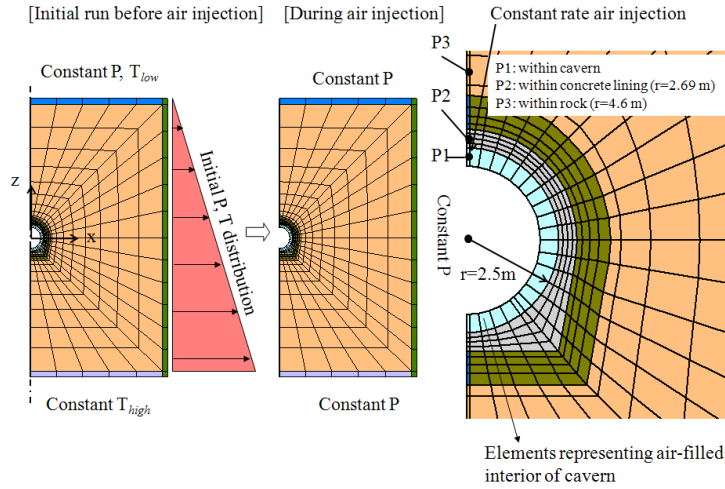 [Initial run before air injection]
[During air injection]
Constant rate air injection
Constant P, T_low
Constant P
P3
P1: within cavern
P2: within concrete lining (r=2.69 m)
P3: within rock (r=4.6 m)
P2
P1
Z
x
Initial P, T distribution
Constant P
r=2.5m
Constant T_high
Constant P
Elements representing air-filled
interior of cavern